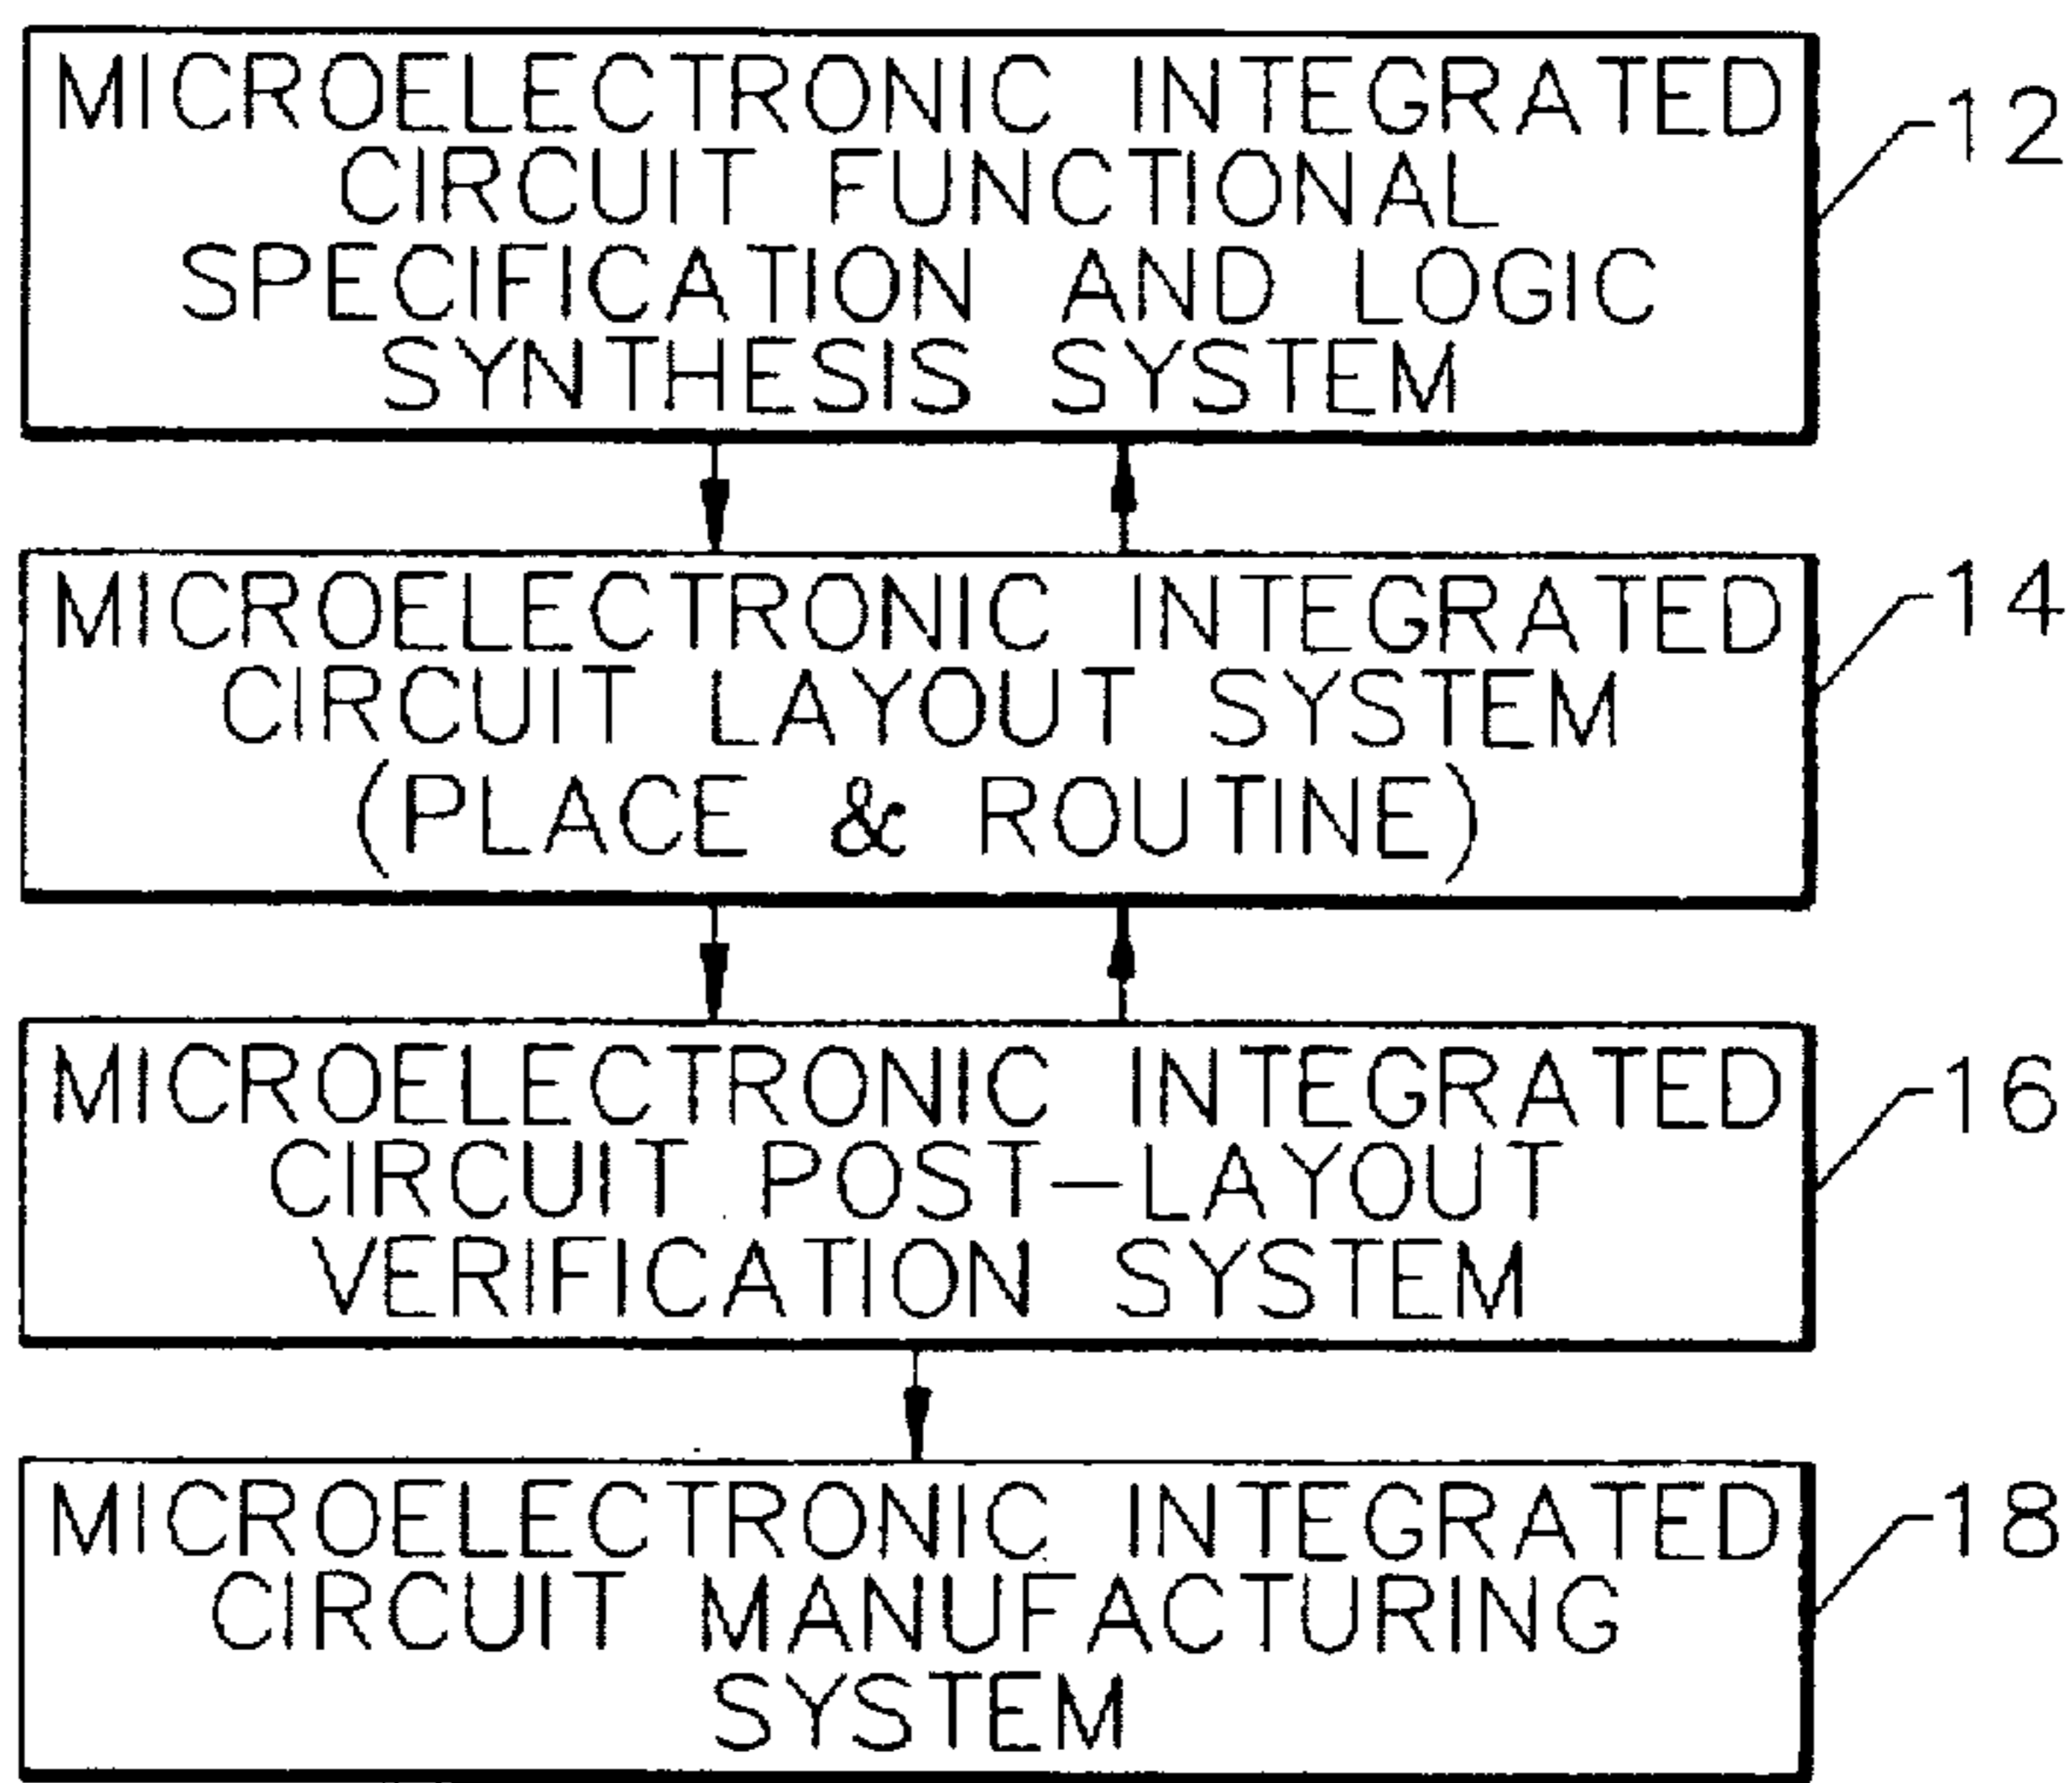 MICROELECTRONIC INTEGRATED
CIRCUIT FUNCTIONAL
SPECIFICATION AND LOGIC
SYNTHESIS SYSTEM
12
MICROELECTRONIC INTEGRATED
CIRCUIT LAYOUT SYSTEM
(PLACE & ROUTINE)
14
MICROELECTRONIC INTEGRATED
CIRCUIT POST-LAYOUT
VERIFICATION SYSTEM
16
MICROELECTRONIC INTEGRATED
CIRCUIT MANUFACTURING
SYSTEM
18